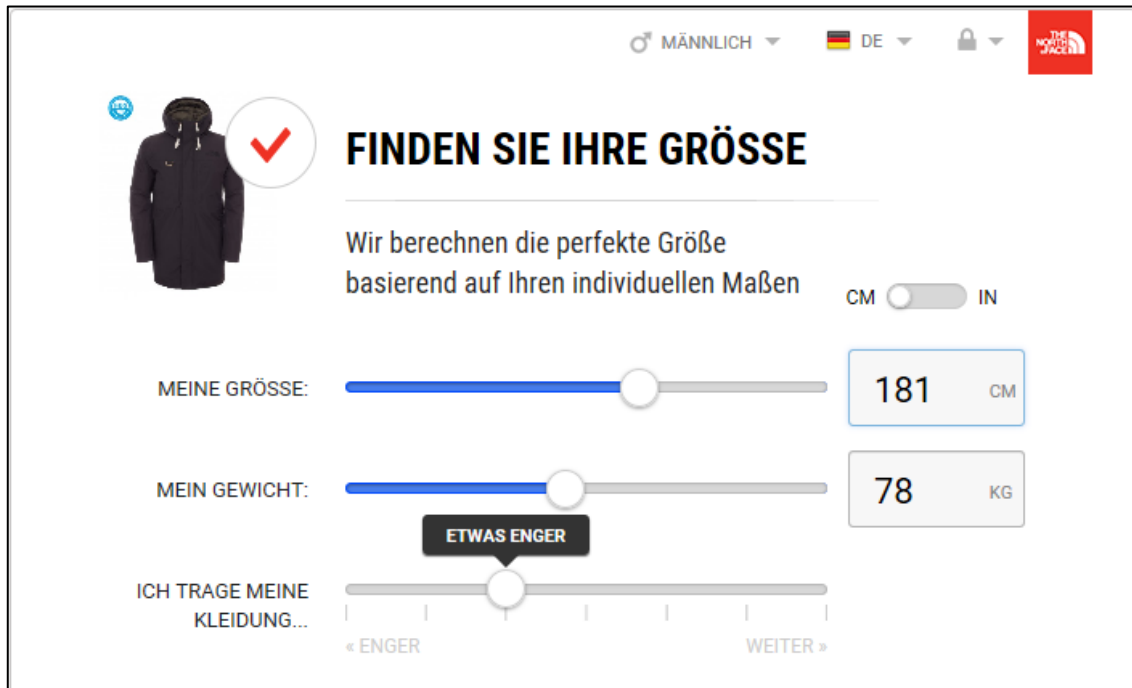 MÄNNLICH
DE
THE
NORTH
FACE
FINDEN SIE IHRE GRÖSSE
Wir berechnen die perfekte Größe
basierend auf Ihren individuellen Maßen
CM IN
MEINE GRÖSSE: 181 CM
MEIN GEWICHT: 78 KG
ETWAS ENGER
ICH TRAGE MEINE
KLEIDUNG...
« ENGER WEITER »